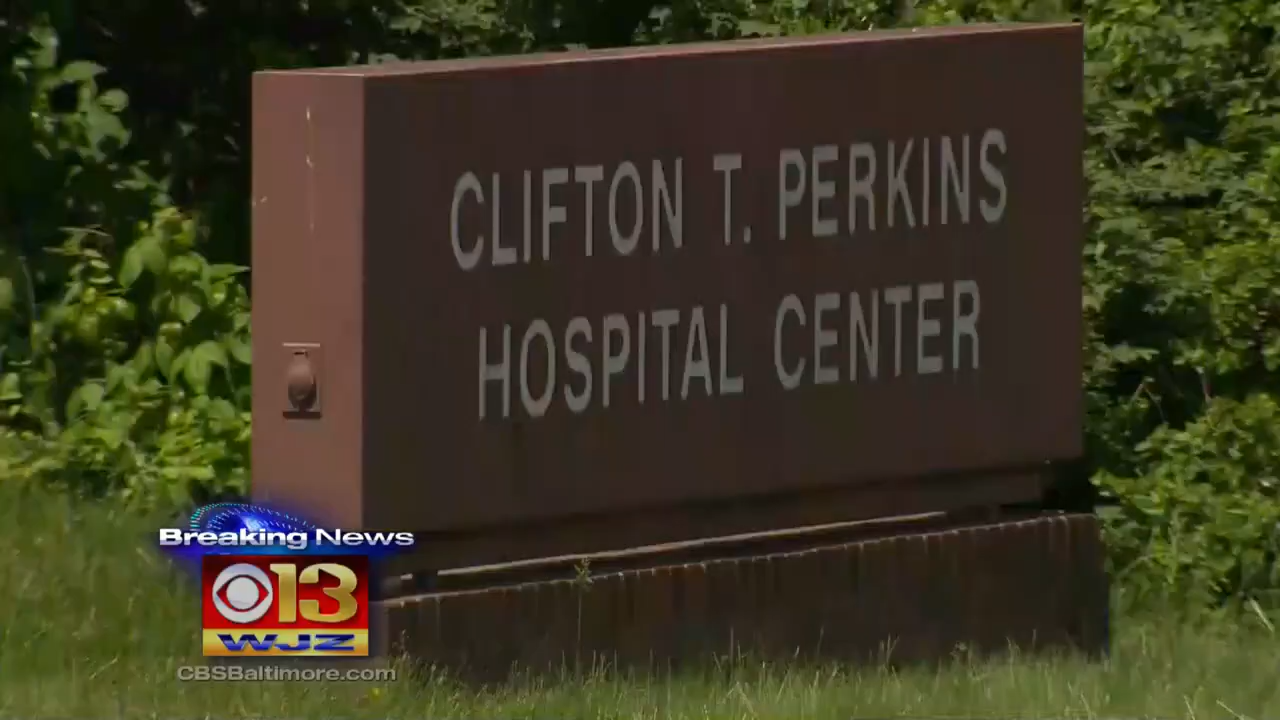 CLIFTON T. PERKINS
HOSPITAL CENTER
Breaking News
13
WJZ
CBSBaltimore.com